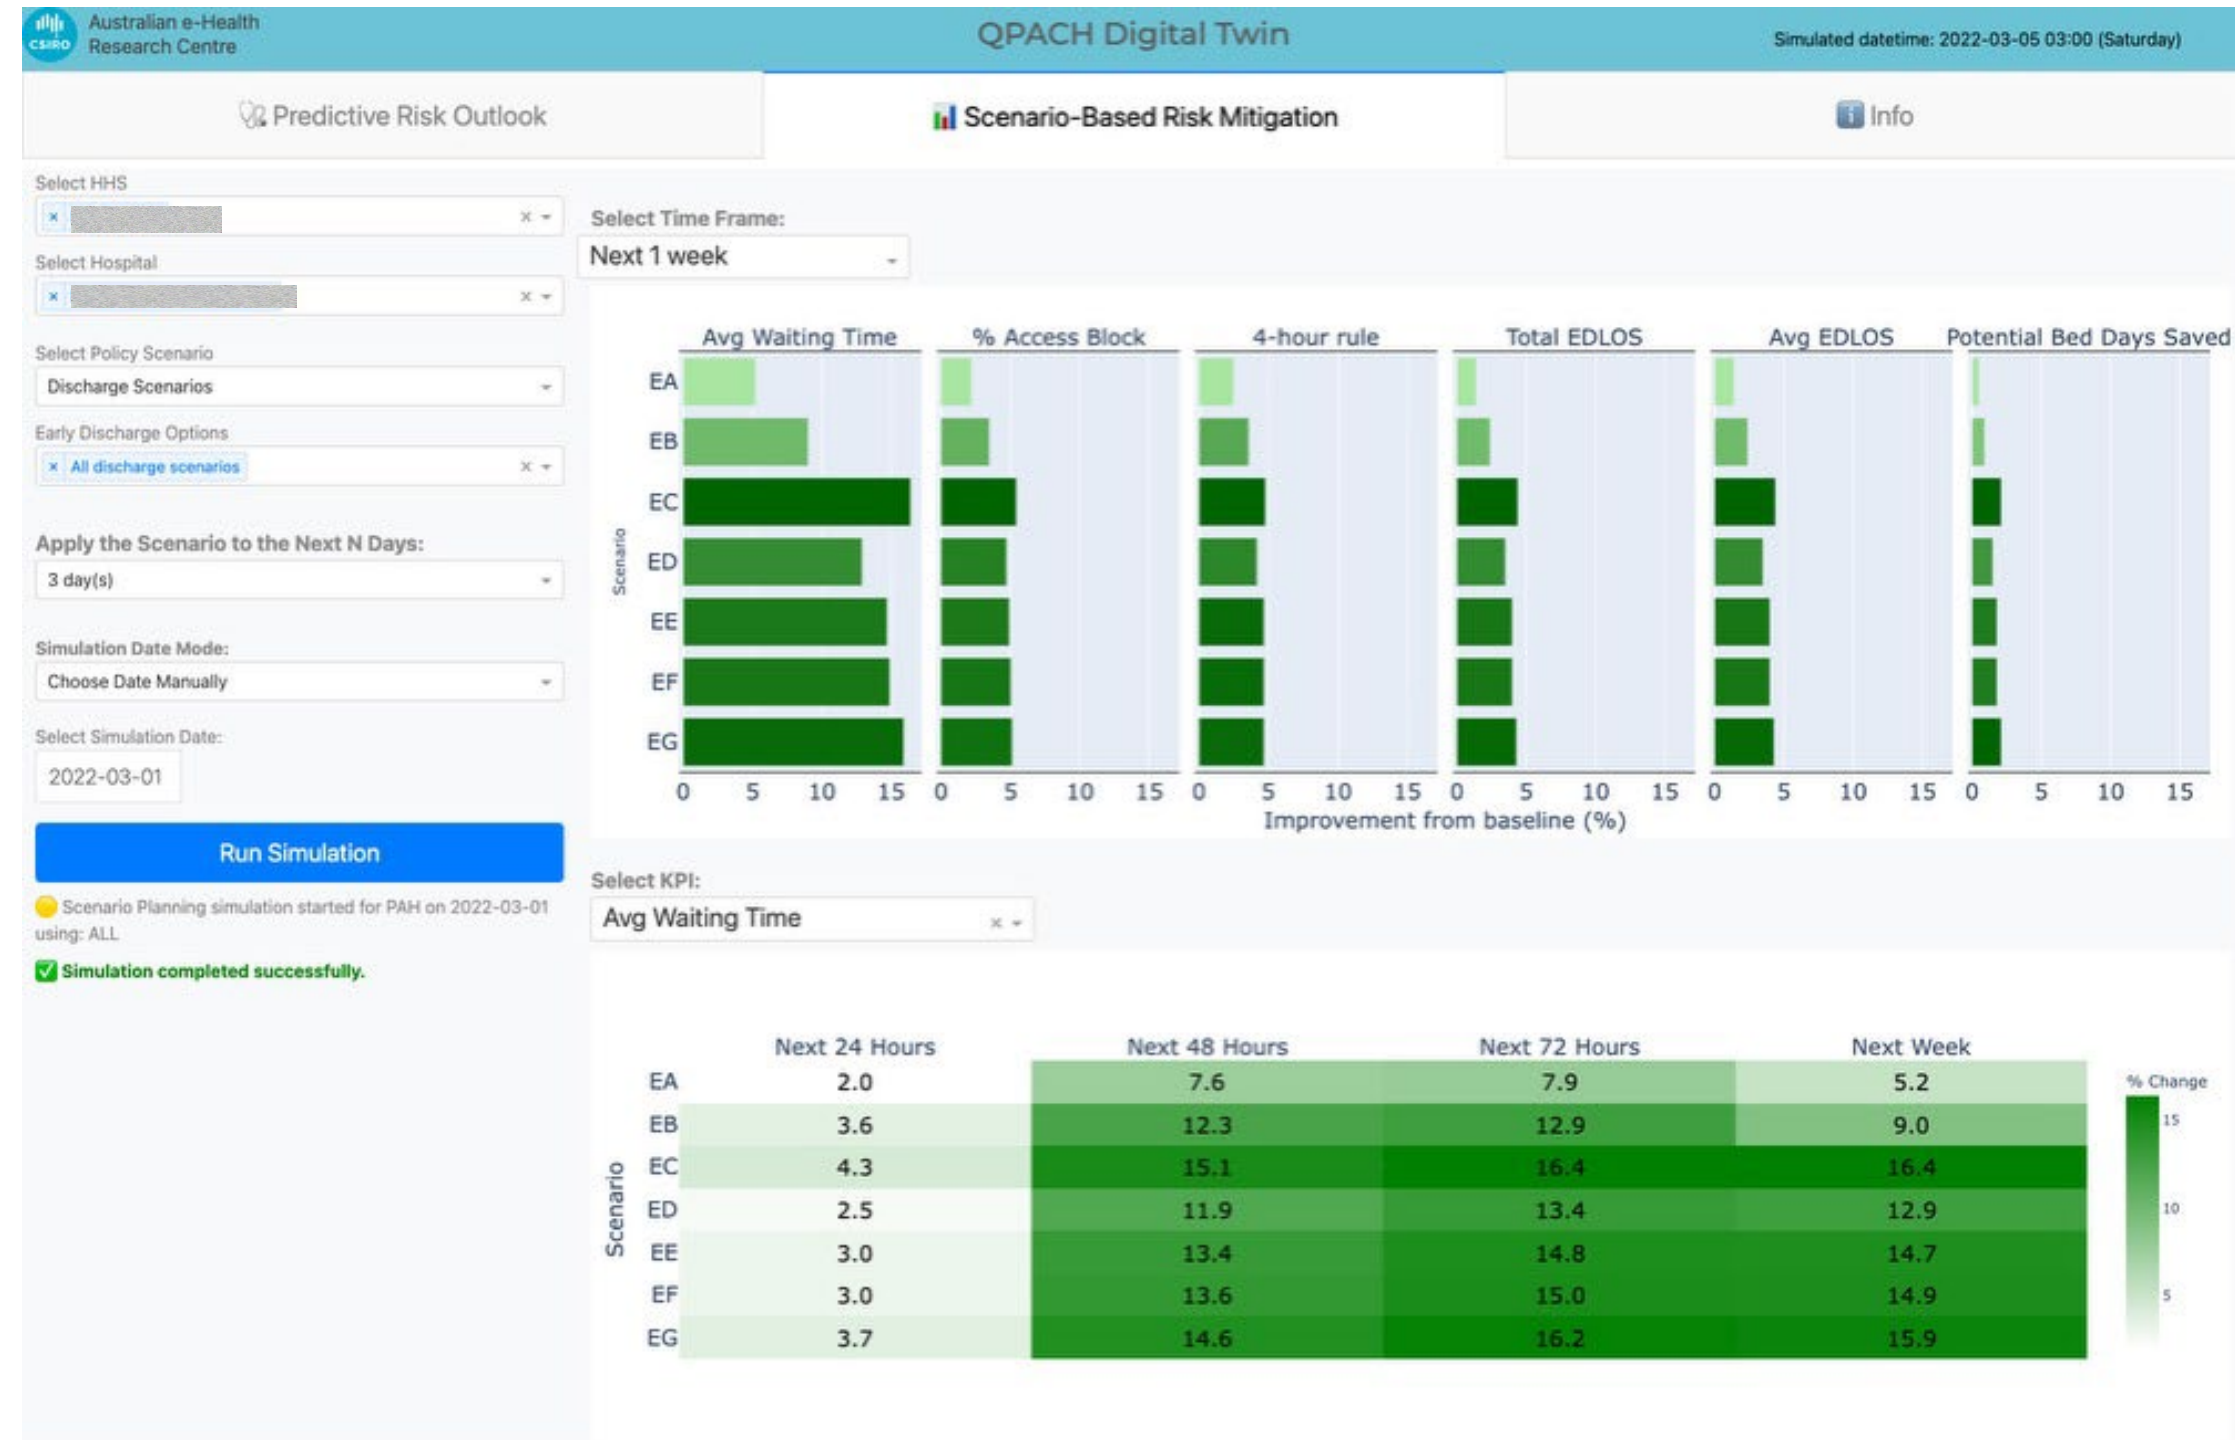 CSIRO
Australian e-Health
Research Centre
QPACH Digital Twin
Simulated datetime: 2022-03-05 03:00 (Saturday)
Predictive Risk Outlook
Scenario-Based Risk Mitigation
Info
Select HHS
×
× 
Select Hospital
×
×
Select Policy Scenario
Discharge Scenarios
Early Discharge Options
× All discharge scenarios ×
Apply the Scenario to the Next N Days:
3 day(s)
Simulation Date Mode:
Choose Date Manually
Select Simulation Date:
2022-03-01
Run Simulation
Scenario Planning simulation started for PAH on 2022-03-01
using: ALL
Simulation completed successfully.
Select Time Frame:
Next 1 week
Avg Waiting Time % Access Block 4-hour rule Total EDLOS Avg EDLOS Potential Bed Days Saved
Scenario
EA
EB
EC
ED
EE
EF
EG
0 5 10 15 0 5 10 15 0 5 10 15 0 5 10 15 0 5 10 15 0 5 10 15
Improvement from baseline (%)
Select KPI:
Avg Waiting Time ×
Next 24 Hours Next 48 Hours Next 72 Hours Next Week
Scenario
EA 2.0 7.6 7.9 5.2
EB 3.6 12.3 12.9 9.0
EC 4.3 15.1 16.4 16.4
ED 2.5 11.9 13.4 12.9
EE 3.0 13.4 14.8 14.7
EF 3.0 13.6 15.0 14.9
EG 3.7 14.6 16.2 15.9
% Change
15
10
5